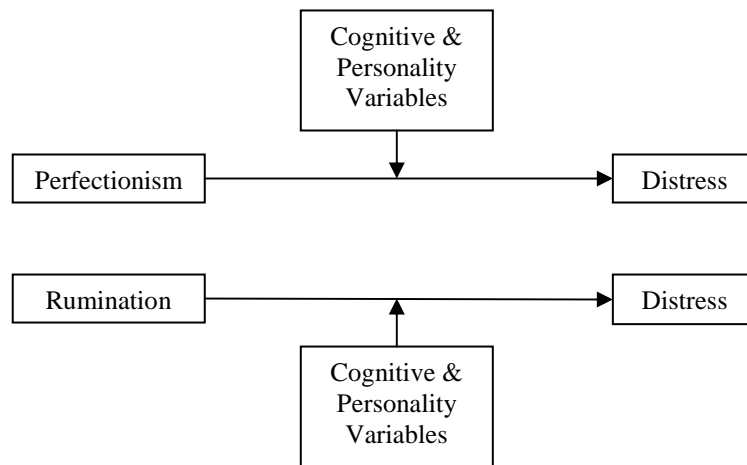 Cognitive &
Personality
Variables
Perfectionism
Distress
Rumination
Distress
Cognitive &
Personality
Variables